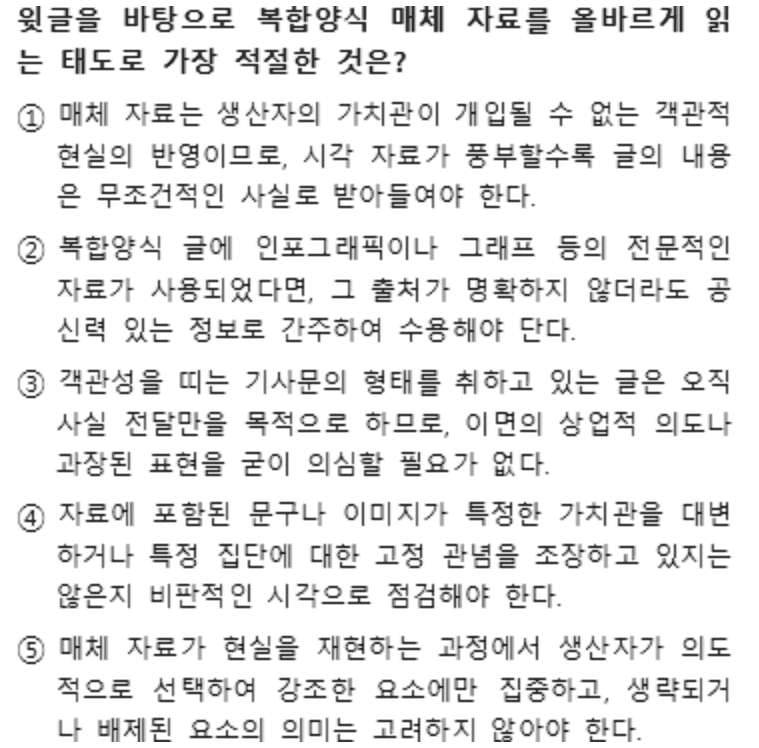 윗글을 바탕으로 복합양식 매체 자료를 올바르게 읽
는 태도로 가장 적절한 것은?
① 매체 자료는 생산자의 가치관이 개입될 수 없는 객관적
현실의 반영이므로, 시각 자료가 풍부할수록 글의 내용
은 무조건적인 사실로 받아들여야 한다.
② 복합양식 글에 인포그래픽이나 그래프 등의 전문적인
자료가 사용되었다면, 그 출처가 명확하지 않더라도 공
신력 있는 정보로 간주하여 수용해야 단다.
③ 객관성을 띠는 기사문의 형태를 취하고 있는 글은 오직
사실 전달만을 목적으로 하므로, 이면의 상업적 의도나
과장된 표현을 굳이 의심할 필요가 없다.
④ 자료에 포함된 문구나 이미지가 특정한 가치관을 대변
하거나 특정 집단에 대한 고정 관념을 조장하고 있지는
않은지 비판적인 시각으로 점검해야 한다.
⑤ 매체 자료가 현실을 재현하는 과정에서 생산자가 의도
적으로 선택하여 강조한 요소에만 집중하고, 생략되거
나 배제된 요소의 의미는 고려하지 않아야 한다.